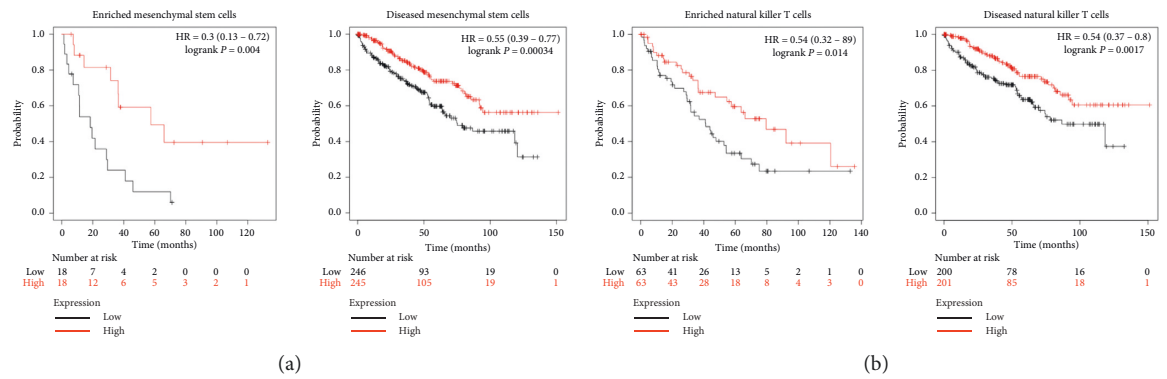 Enriched mesenchymal stem cells
HR = 0.3 (0.13 − 0.72)
logrank P = 0.004
Probability
1.0
0.8
0.6
0.4
0.2
0.0
0 20 40 60 80 100 120
Time (months)
Number at risk
Low 18 7 4 2 0 0 0
High 18 12 6 5 3 2 1
Expression
Low
High
Diseased mesenchymal stem cells
HR = 0.55 (0.39 − 0.77)
logrank P = 0.00034
Probability
1.0
0.8
0.6
0.4
0.2
0.0
0 50 100 150
Time (months)
Number at risk
246 93 19 0
245 105 19 1
Expression
Low
High
(a)
Enriched natural killer T cells
HR = 0.54 (0.32 − 89)
logrank P = 0.014
Probability
1.0
0.8
0.6
0.4
0.2
0.0
0 20 40 60 80 100 120 140
Time (months)
Number at risk
Low 63 41 26 13 5 2 1 0
High 63 43 28 18 8 4 3 0
Expression
Low
High
Diseased natural killer T cells
HR = 0.54 (0.37 − 0.8)
logrank P = 0.0017
Probability
1.0
0.8
0.6
0.4
0.2
0.0
0 50 100 150
Time (months)
Number at risk
200 78 16 0
201 85 18 1
Expression
Low
High
(b)